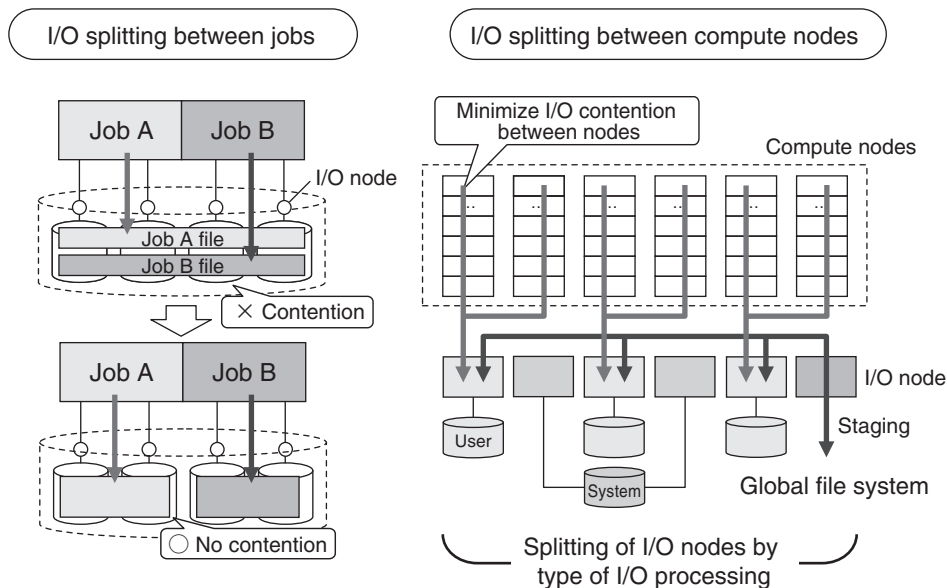 I/O splitting between jobs
Job A
Job B
I/O node
Job A file
Job B file
× Contention
Job A
Job B
○ No contention
I/O splitting between compute nodes
Minimize I/O contention
between nodes
Compute nodes
...
...
...
...
...
...
I/O node
User
System
Staging
Global file system
Splitting of I/O nodes by
type of I/O processing